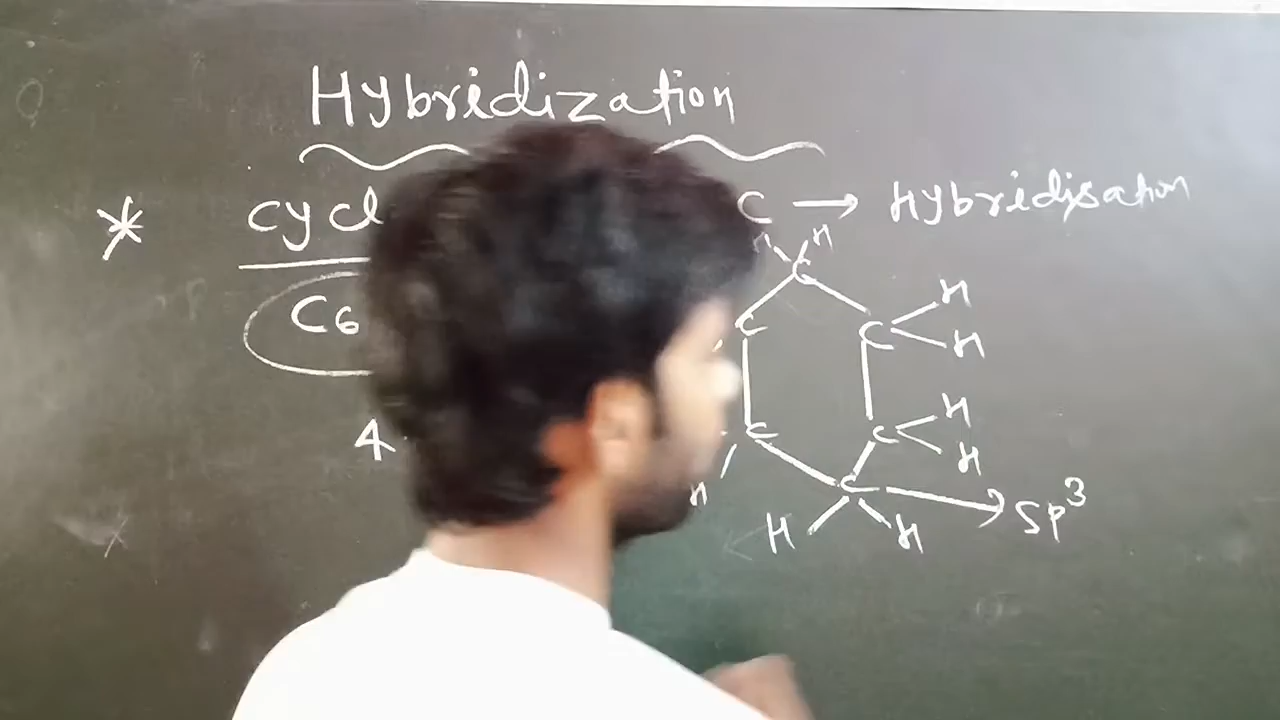 Hybridization
* cycl C → Hybridisation
H H
C
C6 C C H
H
4 C C H
H
H C → Sp³
H H